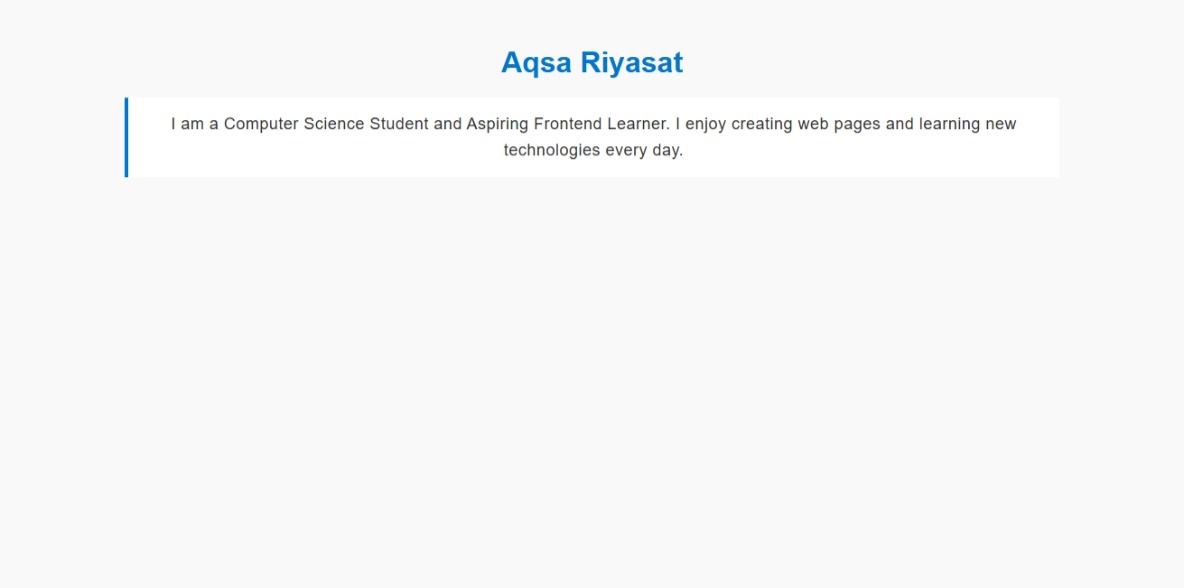 Aqsa Riyasat
I am a Computer Science Student and Aspiring Frontend Learner. I enjoy creating web pages and learning new
technologies every day.